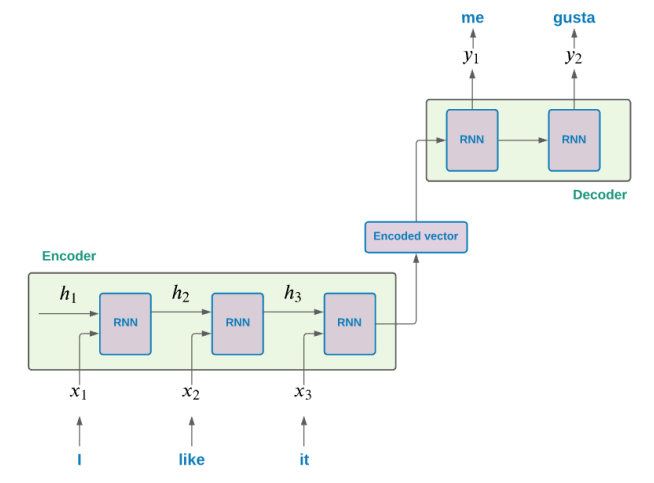 me gusta
y1 y2
RNN RNN
Decoder
Encoded vector
Encoder
h1 h2 h3
RNN RNN RNN
x1 x2 x3
I like it